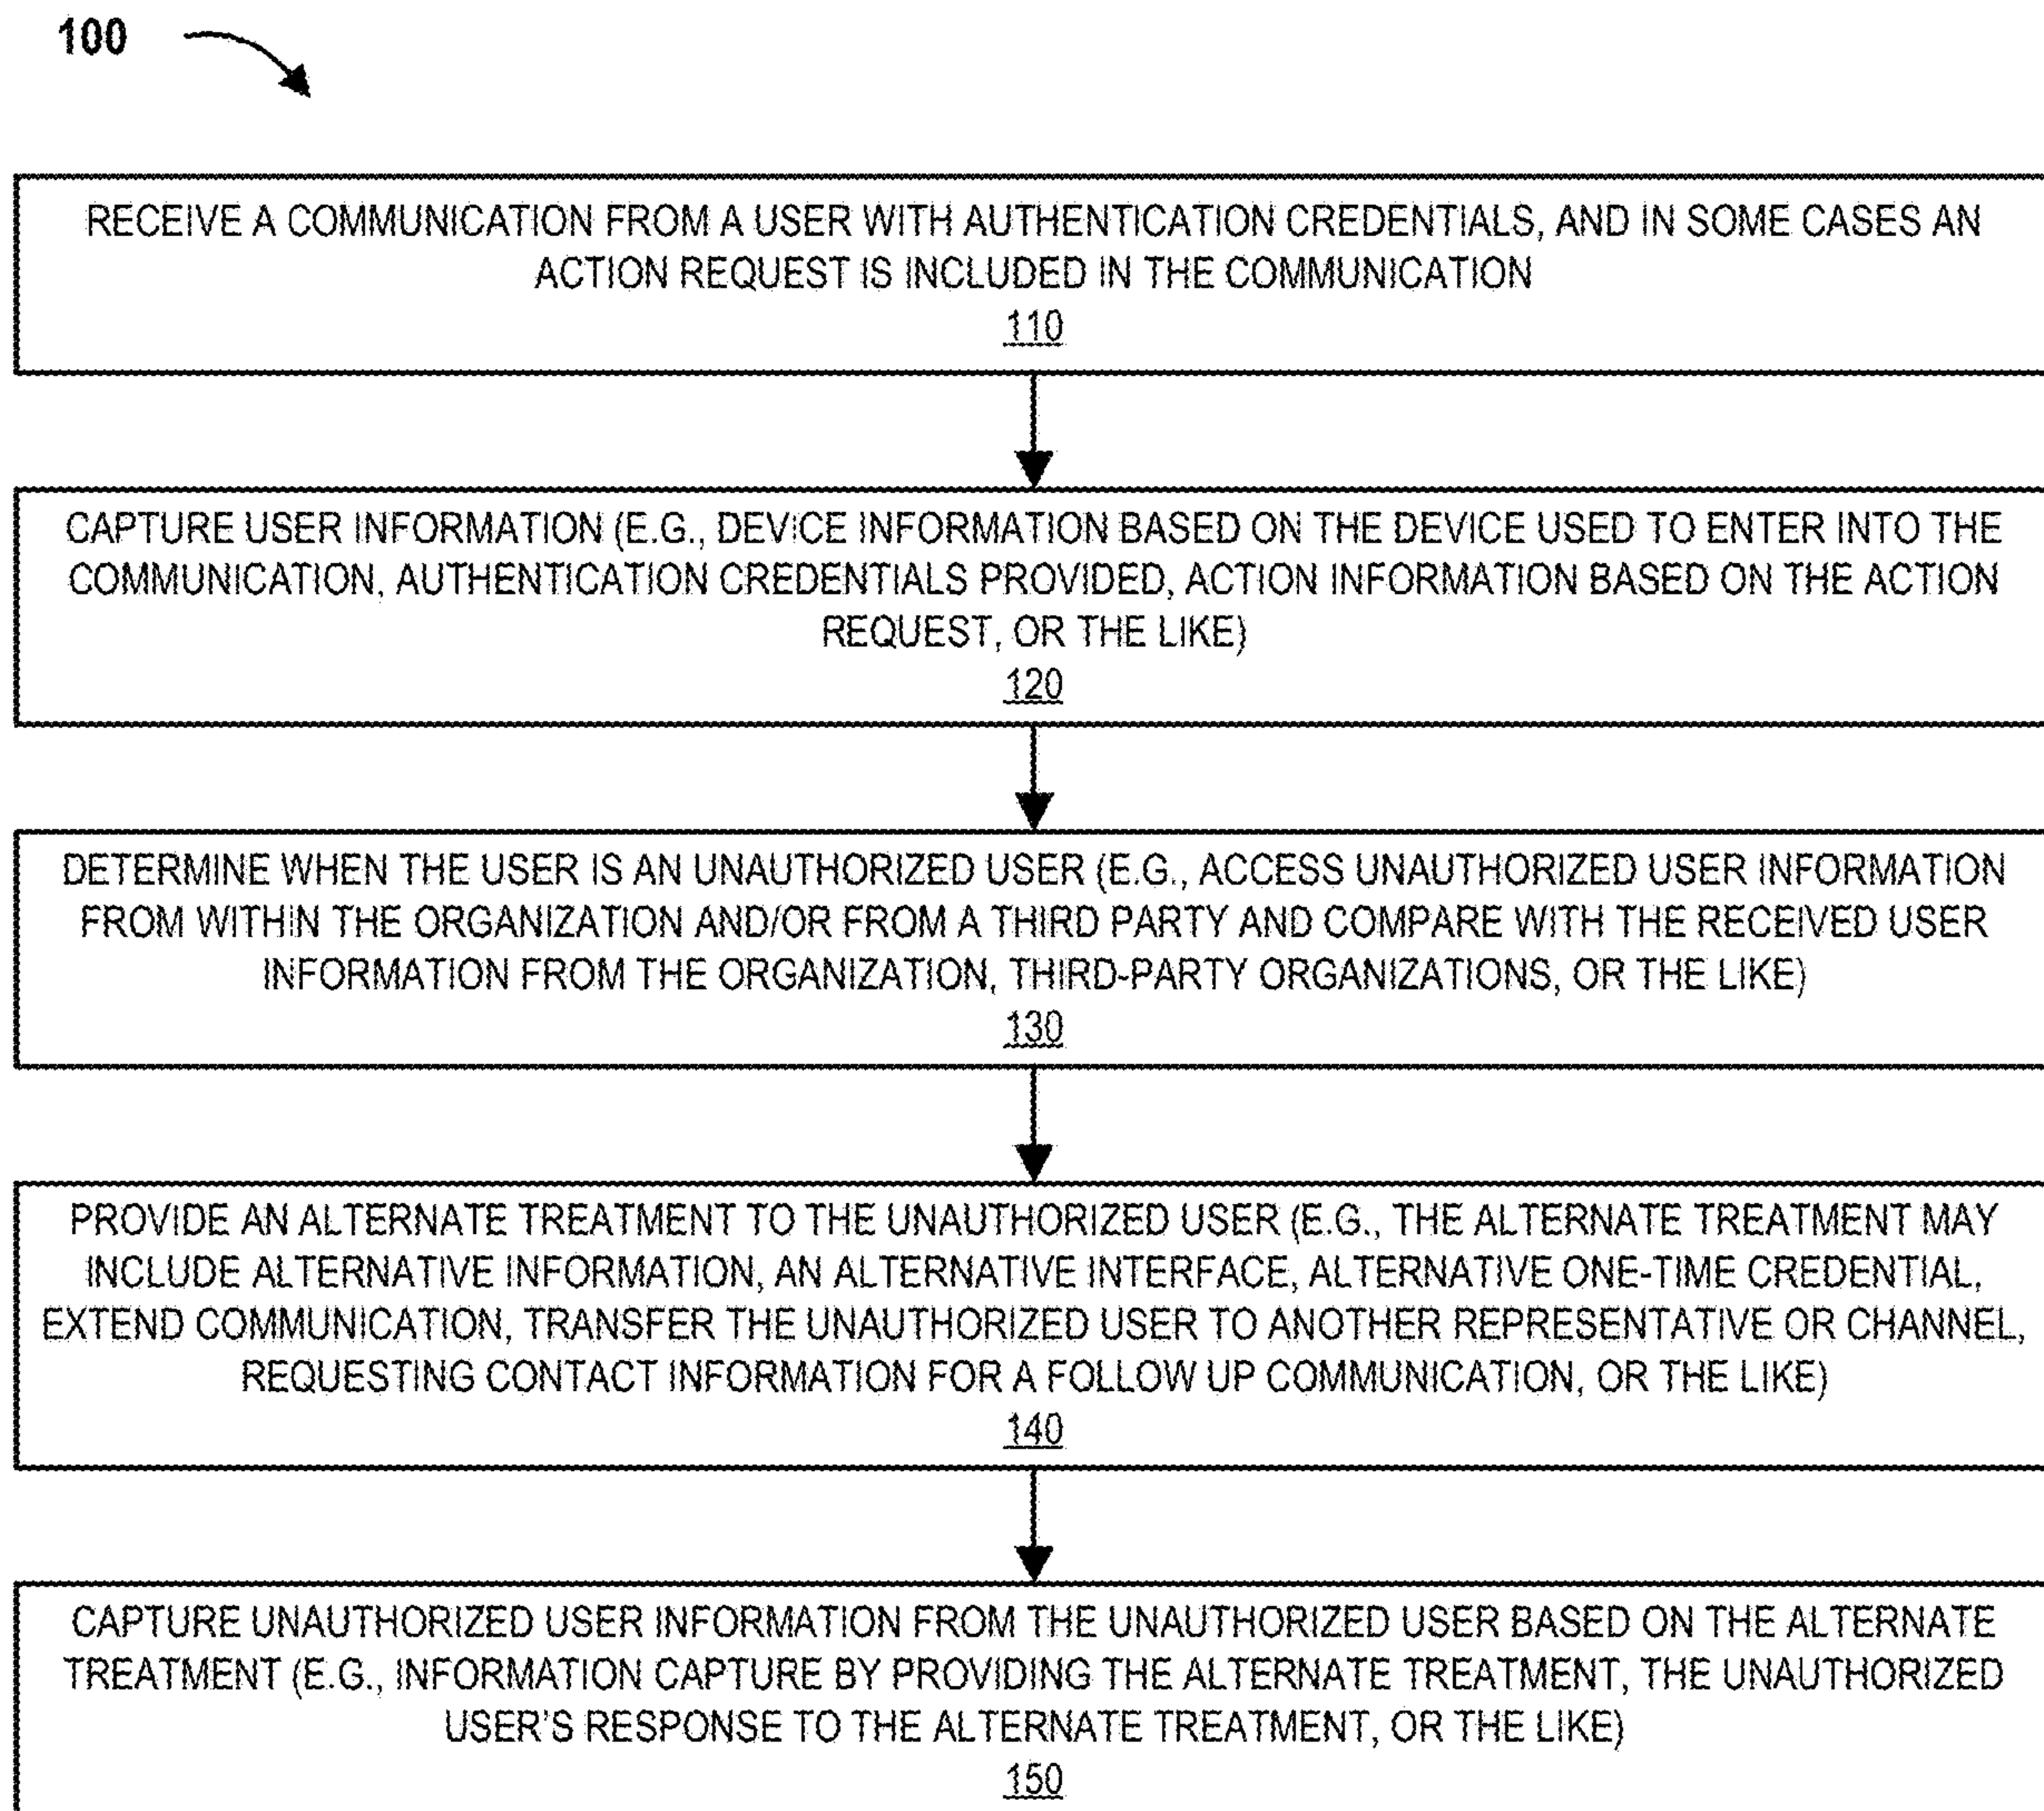 100
RECEIVE A COMMUNICATION FROM A USER WITH AUTHENTICATION CREDENTIALS, AND IN SOME CASES AN
ACTION REQUEST IS INCLUDED IN THE COMMUNICATION
110
CAPTURE USER INFORMATION (E.G., DEVICE INFORMATION BASED ON THE DEVICE USED TO ENTER INTO THE
COMMUNICATION, AUTHENTICATION CREDENTIALS PROVIDED, ACTION INFORMATION BASED ON THE ACTION
REQUEST, OR THE LIKE)
120
DETERMINE WHEN THE USER IS AN UNAUTHORIZED USER (E.G., ACCESS UNAUTHORIZED USER INFORMATION
FROM WITHIN THE ORGANIZATION AND/OR FROM A THIRD PARTY AND COMPARE WITH THE RECEIVED USER
INFORMATION FROM THE ORGANIZATION, THIRD-PARTY ORGANIZATIONS, OR THE LIKE)
130
PROVIDE AN ALTERNATE TREATMENT TO THE UNAUTHORIZED USER (E.G., THE ALTERNATE TREATMENT MAY
INCLUDE ALTERNATIVE INFORMATION, AN ALTERNATIVE INTERFACE, ALTERNATIVE ONE-TIME CREDENTIAL,
EXTEND COMMUNICATION, TRANSFER THE UNAUTHORIZED USER TO ANOTHER REPRESENTATIVE OR CHANNEL,
REQUESTING CONTACT INFORMATION FOR A FOLLOW UP COMMUNICATION, OR THE LIKE)
140
CAPTURE UNAUTHORIZED USER INFORMATION FROM THE UNAUTHORIZED USER BASED ON THE ALTERNATE
TREATMENT (E.G., INFORMATION CAPTURE BY PROVIDING THE ALTERNATE TREATMENT, THE UNAUTHORIZED
USER'S RESPONSE TO THE ALTERNATE TREATMENT, OR THE LIKE)
150